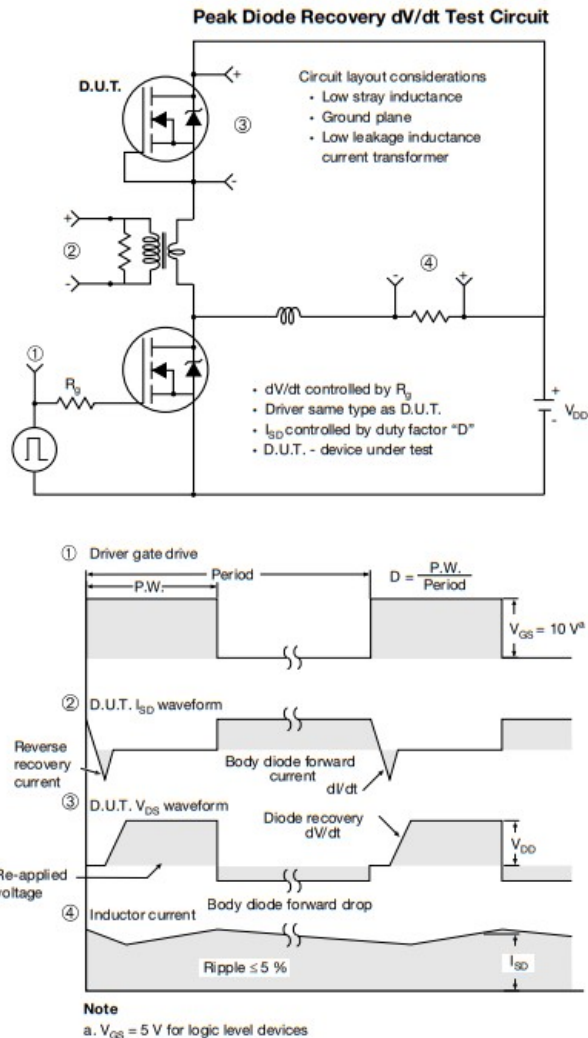 Peak Diode Recovery dV/dt Test Circuit
D.U.T.
+
③
-
Circuit layout considerations
• Low stray inductance
• Ground plane
• Low leakage inductance
current transformer
+
②
-
-
④
+
①
Rg
• dV/dt controlled by Rg
• Driver same type as D.U.T.
• ISD controlled by duty factor "D"
• D.U.T. - device under test
+
-
VDD
① Driver gate drive
P.W.
Period
D = P.W.
Period
VGS = 10 Va
② D.U.T. ISD waveform
Reverse
recovery
current
Body diode forward
current
dI/dt
③ D.U.T. VDS waveform
Diode recovery
dV/dt
VDD
Re-applied
voltage
Body diode forward drop
④ Inductor current
Ripple ≤ 5 %
ISD
Note
a. VGS = 5 V for logic level devices